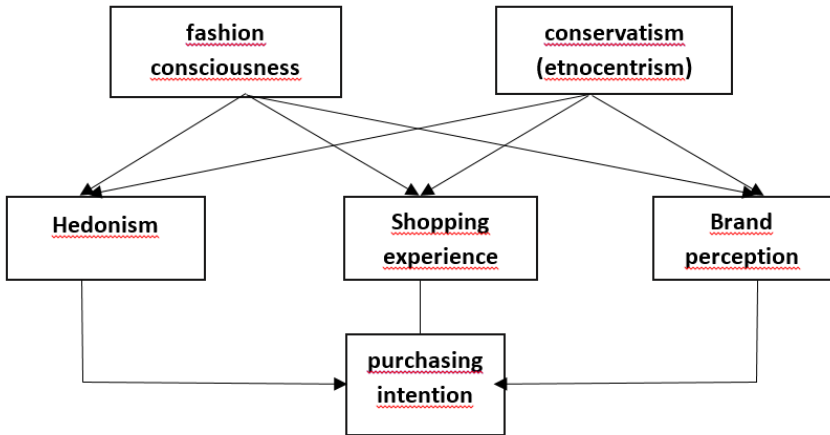 fashion
consciousness
conservatism
(etnocentrism)
Hedonism
Shopping
experience
Brand
perception
purchasing
intention